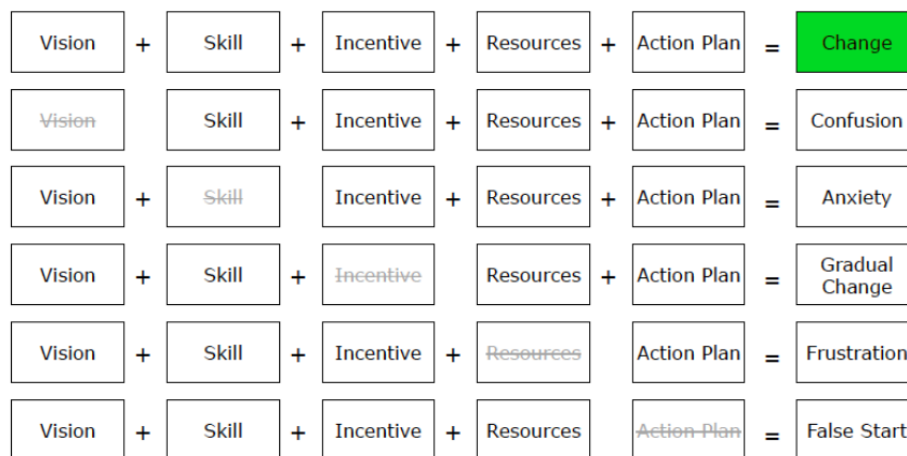 Vision + Skill + Incentive + Resources + Action Plan = Change
Vision Skill + Incentive + Resources + Action Plan = Confusion
Vision + Skill Incentive + Resources + Action Plan = Anxiety
Vision + Skill + Incentive Resources + Action Plan = Gradual Change
Vision + Skill + Incentive + Resources Action Plan = Frustration
Vision + Skill + Incentive + Resources Action Plan = False Start